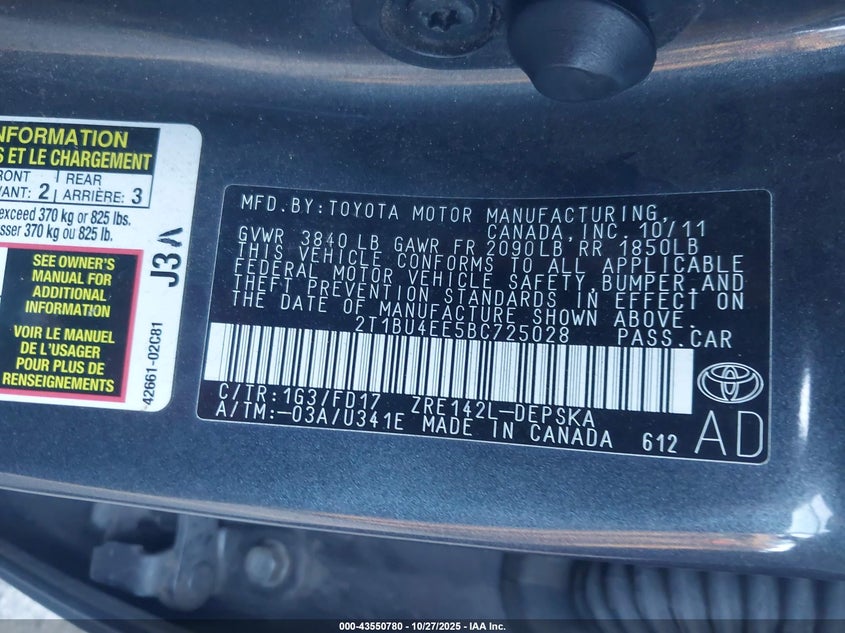 NFORMATION
S ET LE CHARGEMENT
RONT
VANT: 2
REAR
ARRIÈRE: 3
exceed 370 kg or 825 lbs.
sser 370 kg ou 825 lb.
SEE OWNER'S
MANUAL FOR
ADDITIONAL
INFORMATION
VOIR LE MANUEL
DE L'USAGER
POUR PLUS DE
RENSEIGNEMENTS
J3A
42661-02C81
MFD.BY:TOYOTA MOTOR MANUFACTURING,
CANADA,INC. 10/11
GVWR 3840 LB GAWR FR 2090LB RR 1850LB
THIS VEHICLE CONFORMS TO ALL APPLICABLE
FEDERAL MOTOR VEHICLE SAFETY,BUMPER,AND
THEFT PREVENTION STANDARDS IN EFFECT ON
THE DATE OF MANUFACTURE SHOWN ABOVE.
2T1BU4EE5BC725028 PASS.CAR
C/TR:1G3/FD17 ZRE142L-DEPSKA
A/TM:-03A/U341E MADE IN CANADA 612
AD
000-43550780 | 10/27/2025 - IAA Inc.